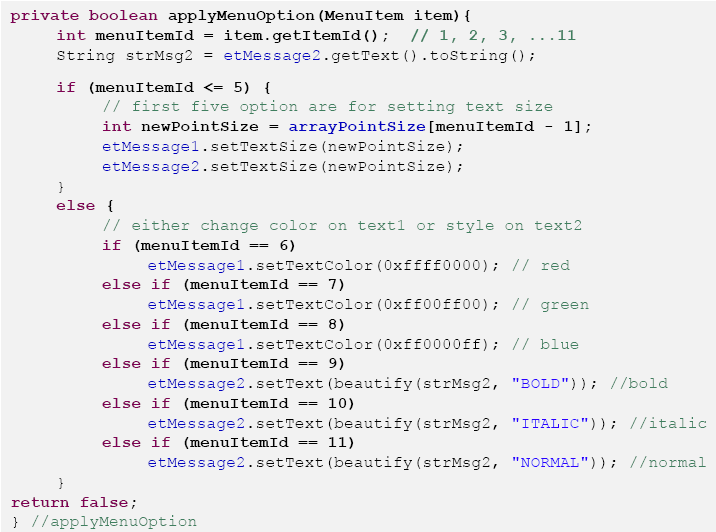 private boolean applyMenuOption(MenuItem item){
int menuItemId = item.getItemId(); // 1, 2, 3, ...11
String strMsg2 = etMessage2.getText().toString();
if (menuItemId <= 5) {
// first five option are for setting text size
int newPointSize = arrayPointSize[menuItemId - 1];
etMessage1.setTextSize(newPointSize);
etMessage2.setTextSize(newPointSize);
}
else {
// either change color on text1 or style on text2
if (menuItemId == 6)
etMessage1.setTextColor(0xffff0000); // red
else if (menuItemId == 7)
etMessage1.setTextColor(0xff00ff00); // green
else if (menuItemId == 8)
etMessage1.setTextColor(0xff0000ff); // blue
else if (menuItemId == 9)
etMessage2.setText(beautify(strMsg2, "BOLD")); //bold
else if (menuItemId == 10)
etMessage2.setText(beautify(strMsg2, "ITALIC")); //italic
else if (menuItemId == 11)
etMessage2.setText(beautify(strMsg2, "NORMAL")); //normal
}
return false;
} //applyMenuOption